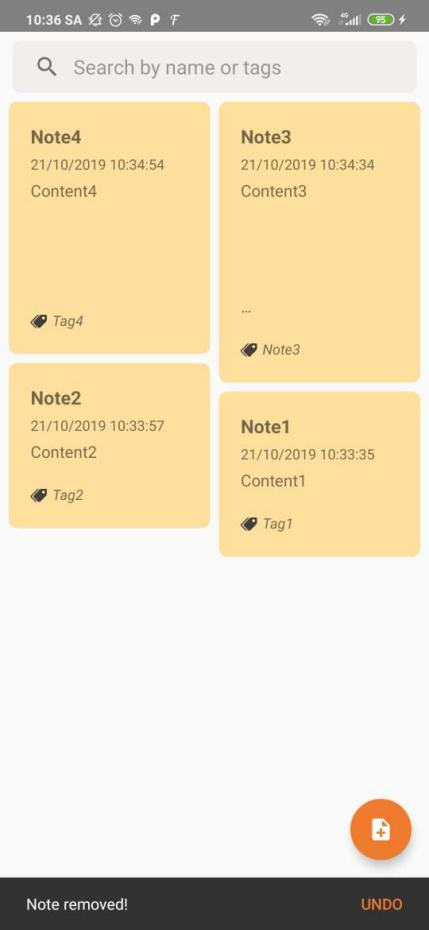 10:36 SA
4G
95
Search by name or tags
Note4
21/10/2019 10:34:54
Content4
Tag4
Note3
21/10/2019 10:34:34
Content3
...
Note3
Note2
21/10/2019 10:33:57
Content2
Tag2
Note1
21/10/2019 10:33:35
Content1
Tag1
Note removed!
UNDO